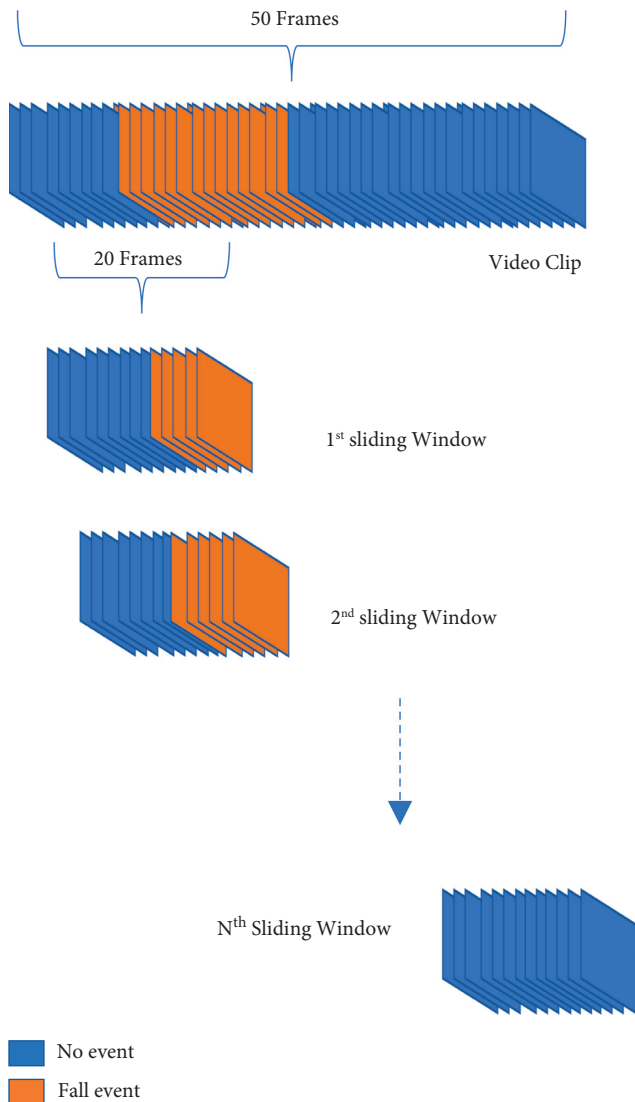 50 Frames
20 Frames
Video Clip
1st sliding Window
2nd sliding Window
Nth Sliding Window
No event
Fall event